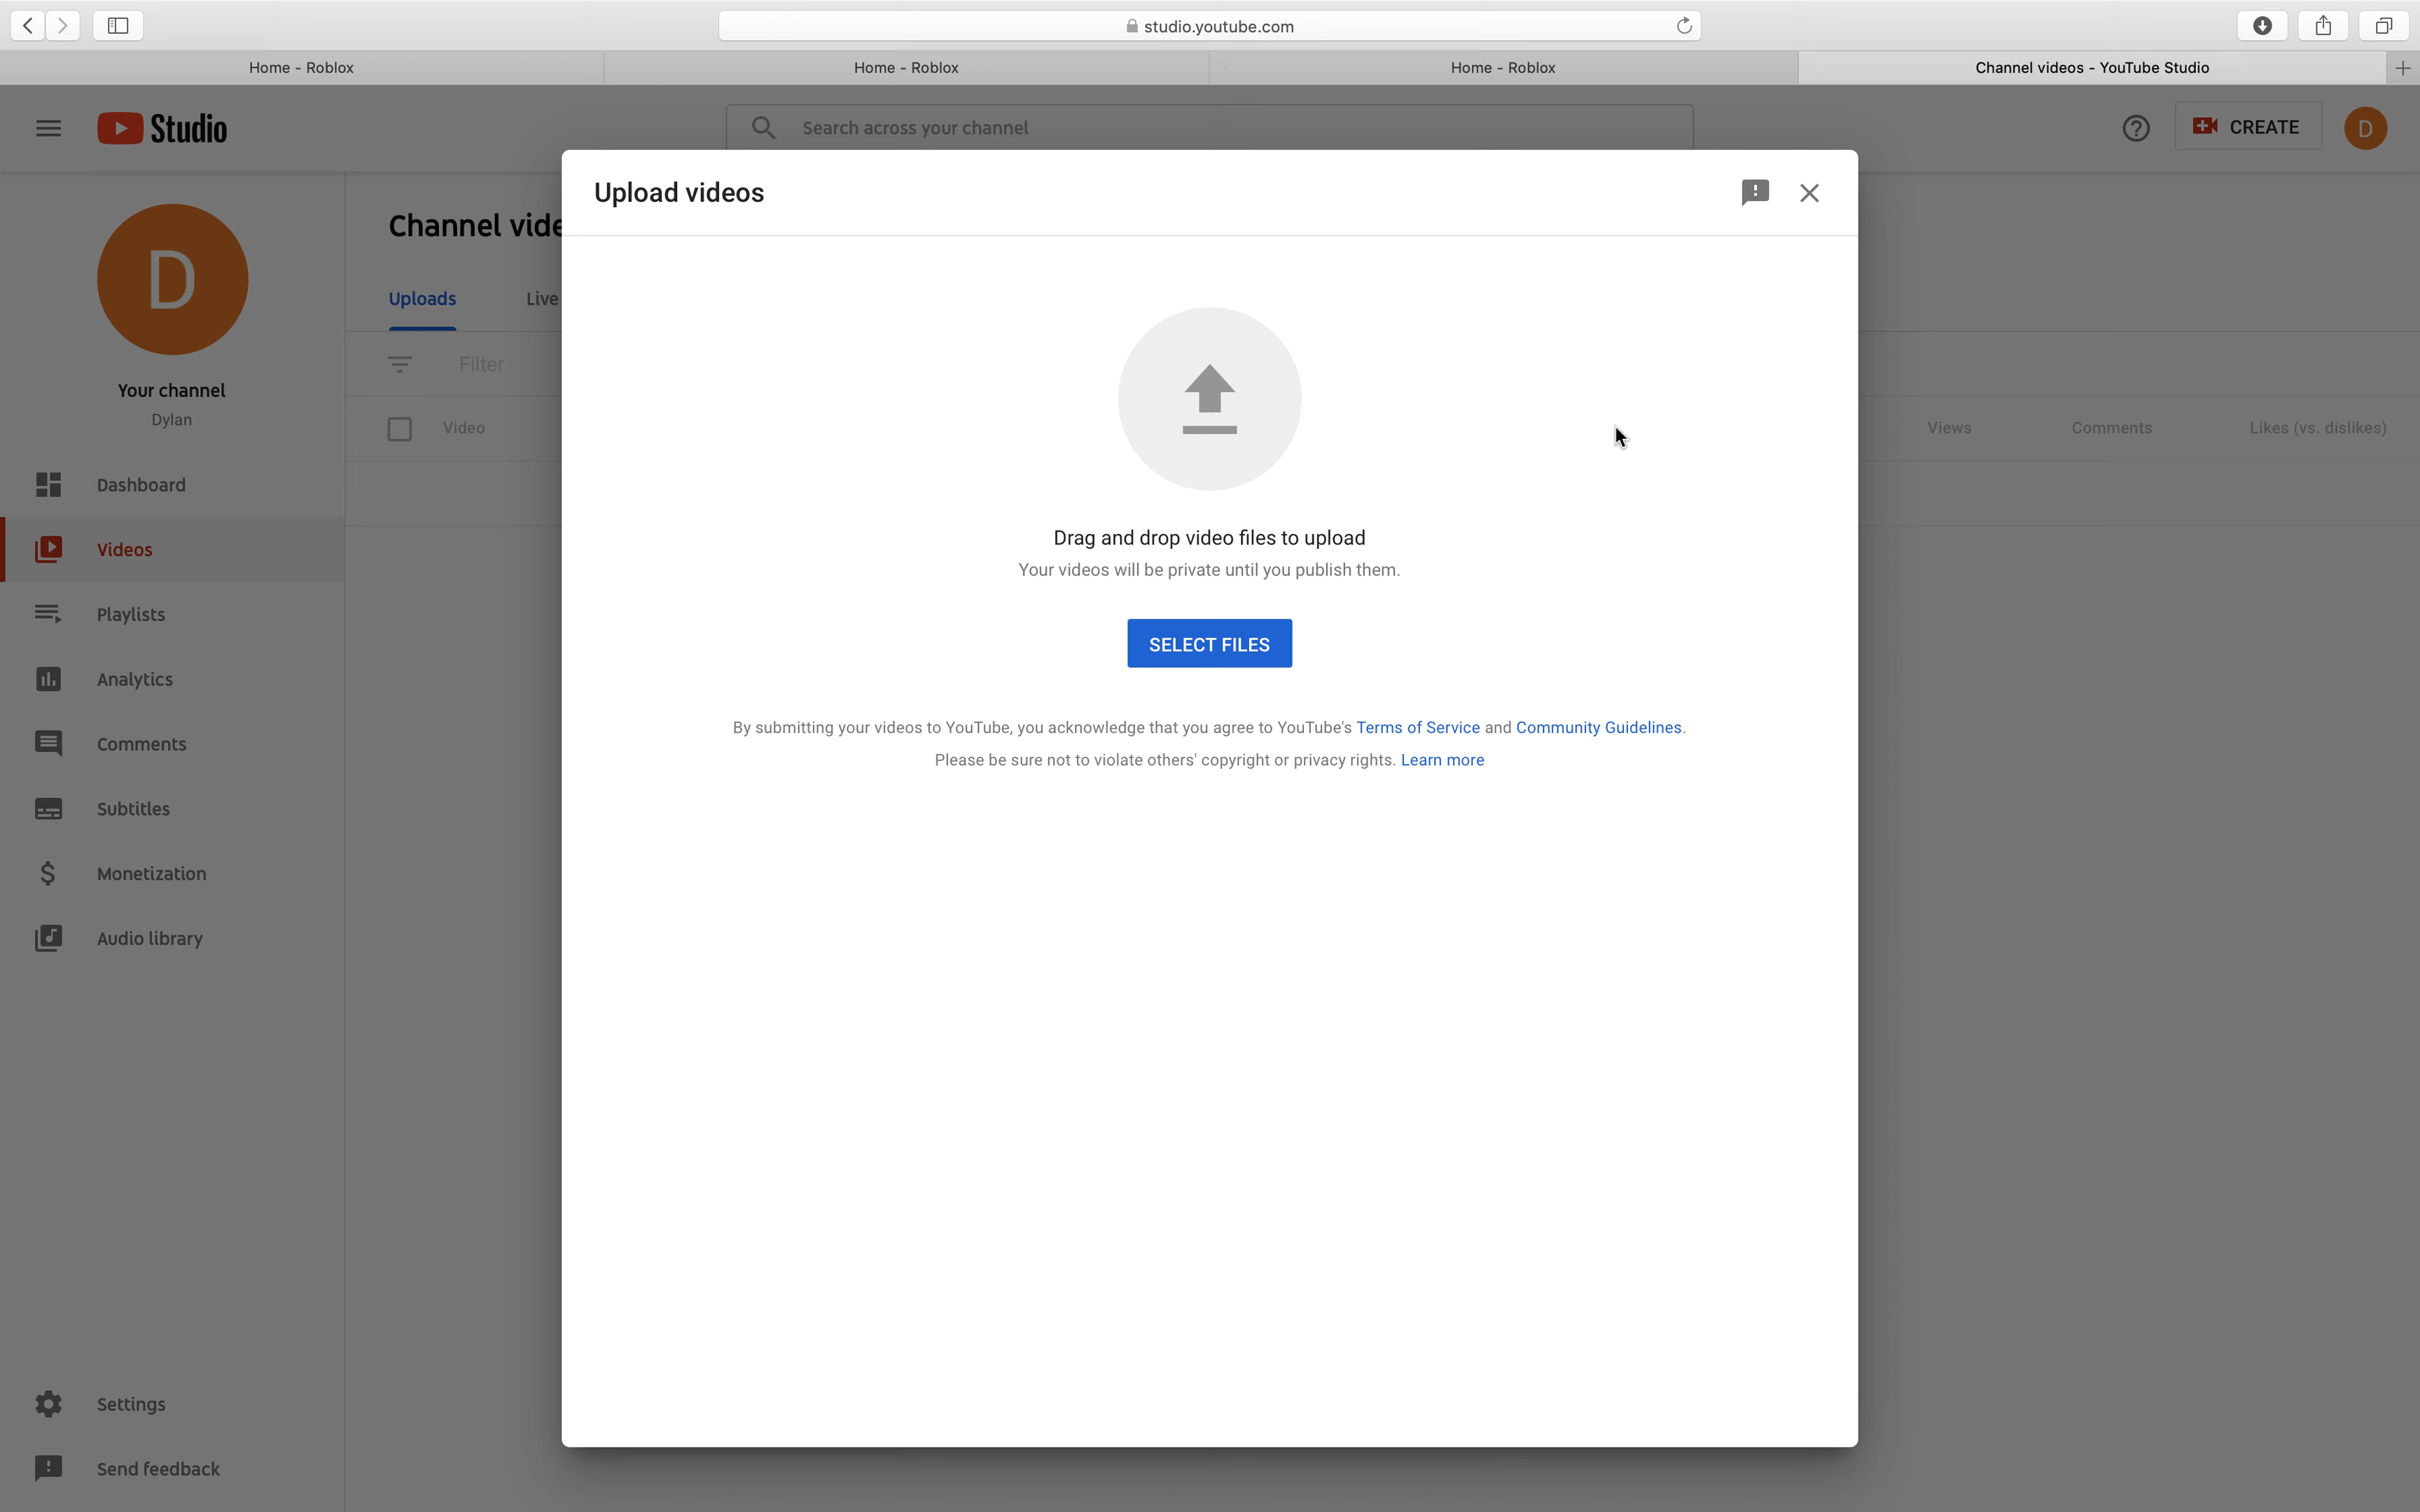 studio.youtube.com
Home - Roblox
Home - Roblox
Home - Roblox
Channel videos - YouTube Studio
Studio
Search across your channel
CREATE
D
D
Your channel
Dylan
Dashboard
Videos
Playlists
Analytics
Comments
Subtitles
Monetization
Audio library
Settings
Send feedback
Channel vide
Uploads
Live
Filter
Video
Views
Comments
Likes (vs. dislikes)
Upload videos
Drag and drop video files to upload
Your videos will be private until you publish them.
SELECT FILES
By submitting your videos to YouTube, you acknowledge that you agree to YouTube's Terms of Service and Community Guidelines.
Please be sure not to violate others' copyright or privacy rights. Learn more